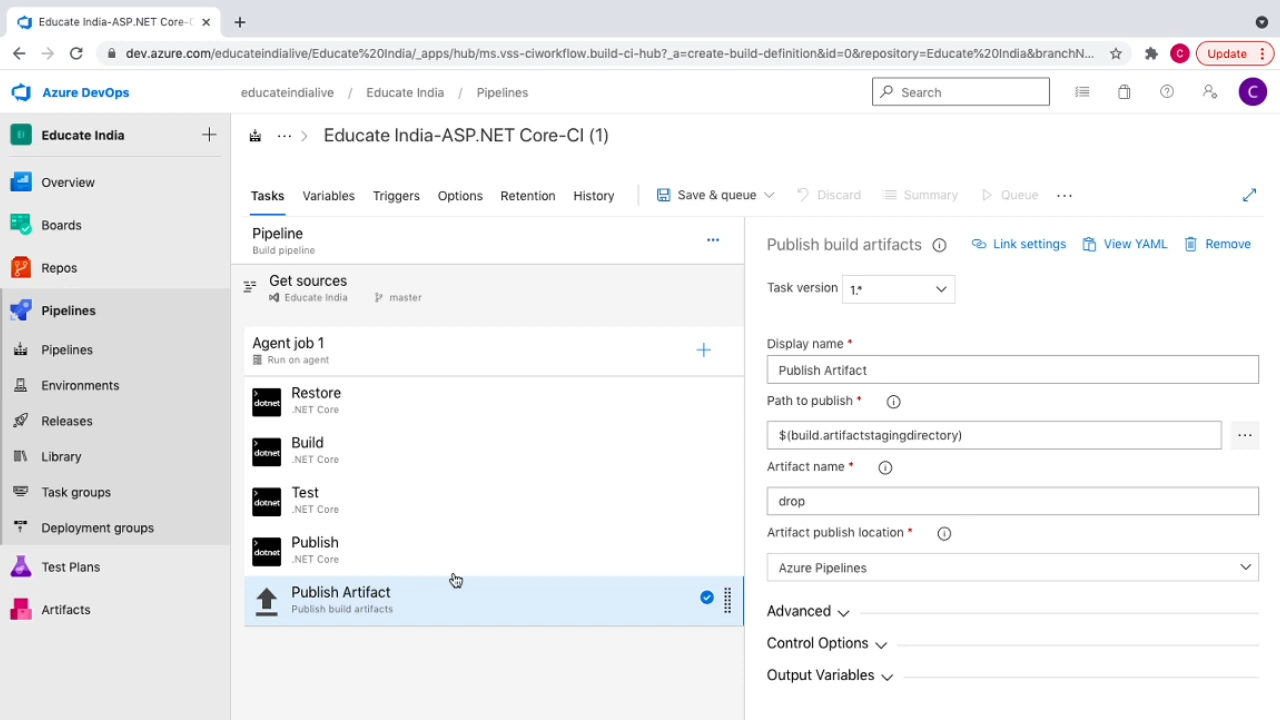 Educate India-ASP.NET Core-C
dev.azure.com/educateindialive/Educate%20India/_apps/hub/ms.vss-ciworkflow.build-ci-hub?_a=create-build-definition&id=0&repository=Educate%20India&branchN...
C
Update
Azure DevOps
educateindialive / Educate India / Pipelines
Search
C
Educate India
Educate India-ASP.NET Core-CI (1)
Overview
Boards
Repos
Pipelines
Pipelines
Environments
Releases
Library
Task groups
Deployment groups
Test Plans
Artifacts
Tasks Variables Triggers Options Retention History Save & queue Discard Summary Queue
Pipeline
Build pipeline
Get sources
Educate India master
Agent job 1
Run on agent
dotnet Restore
.NET Core
dotnet Build
.NET Core
dotnet Test
.NET Core
dotnet Publish
.NET Core
Publish Artifact
Publish build artifacts
Publish build artifacts Link settings View YAML Remove
Task version 1.*
Display name *
Publish Artifact
Path to publish *
$(build.artifactstagingdirectory)
Artifact name *
drop
Artifact publish location *
Azure Pipelines
Advanced
Control Options
Output Variables